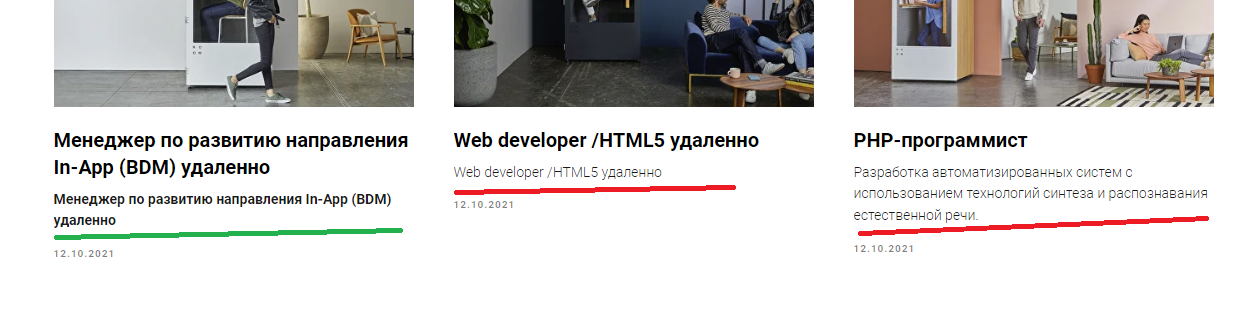 Менеджер по развитию направления
In-App (BDM) удаленно
Менеджер по развитию направления In-App (BDM)
удаленно
12.10.2021
Web developer /HTML5 удаленно
Web developer /HTML5 удаленно
12.10.2021
PHP-программист
Разработка автоматизированных систем с
использованием технологий синтеза и распознавания
естественной речи.
12.10.2021